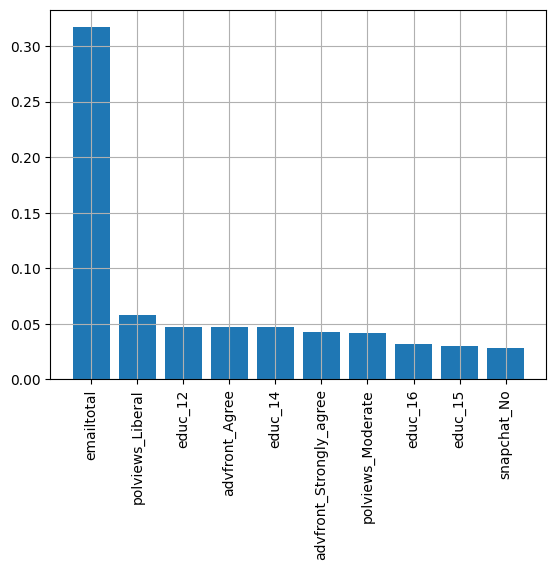 0.30
0.25
0.20
0.15
0.10
0.05
0.00
emailtotal
polviews_Liberal
educ_12
advfront_Agree
educ_14
advfront_Strongly_agree
polviews_Moderate
educ_16
educ_15
snapchat_No